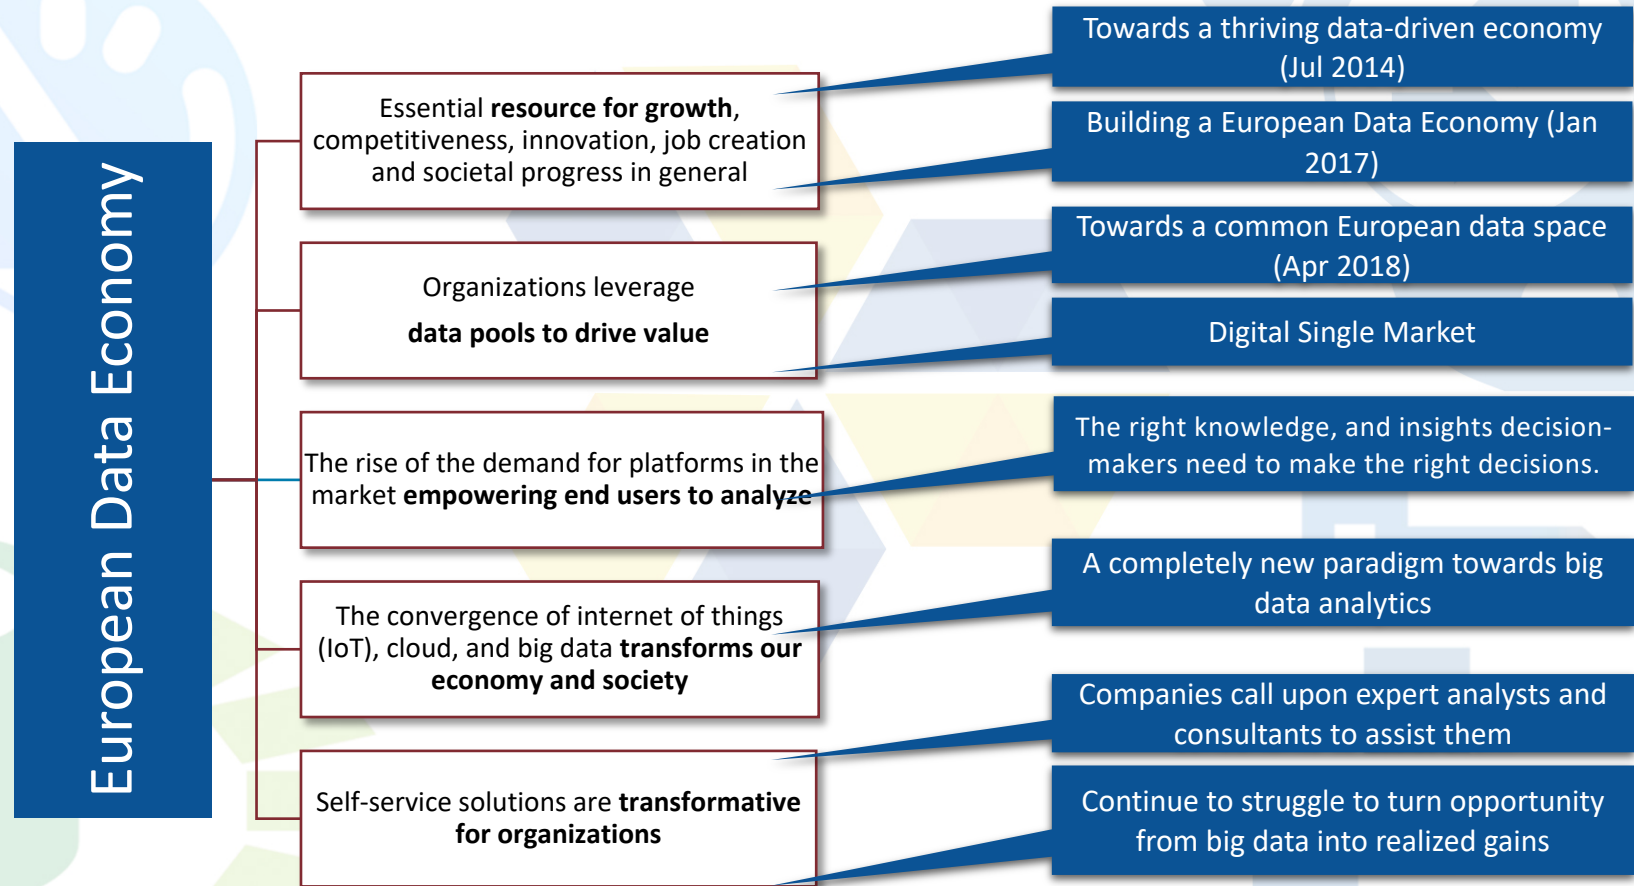 European Data Economy
Essential resource for growth,
competitiveness, innovation, job creation
and societal progress in general
Towards a thriving data-driven economy
(Jul 2014)
Building a European Data Economy (Jan
2017)
Organizations leverage
data pools to drive value
Towards a common European data space
(Apr 2018)
Digital Single Market
The rise of the demand for platforms in the
market empowering end users to analyze
The right knowledge, and insights decision-
makers need to make the right decisions.
The convergence of internet of things
(IoT), cloud, and big data transforms our
economy and society
A completely new paradigm towards big
data analytics
Self-service solutions are transformative
for organizations
Companies call upon expert analysts and
consultants to assist them
Continue to struggle to turn opportunity
from big data into realized gains